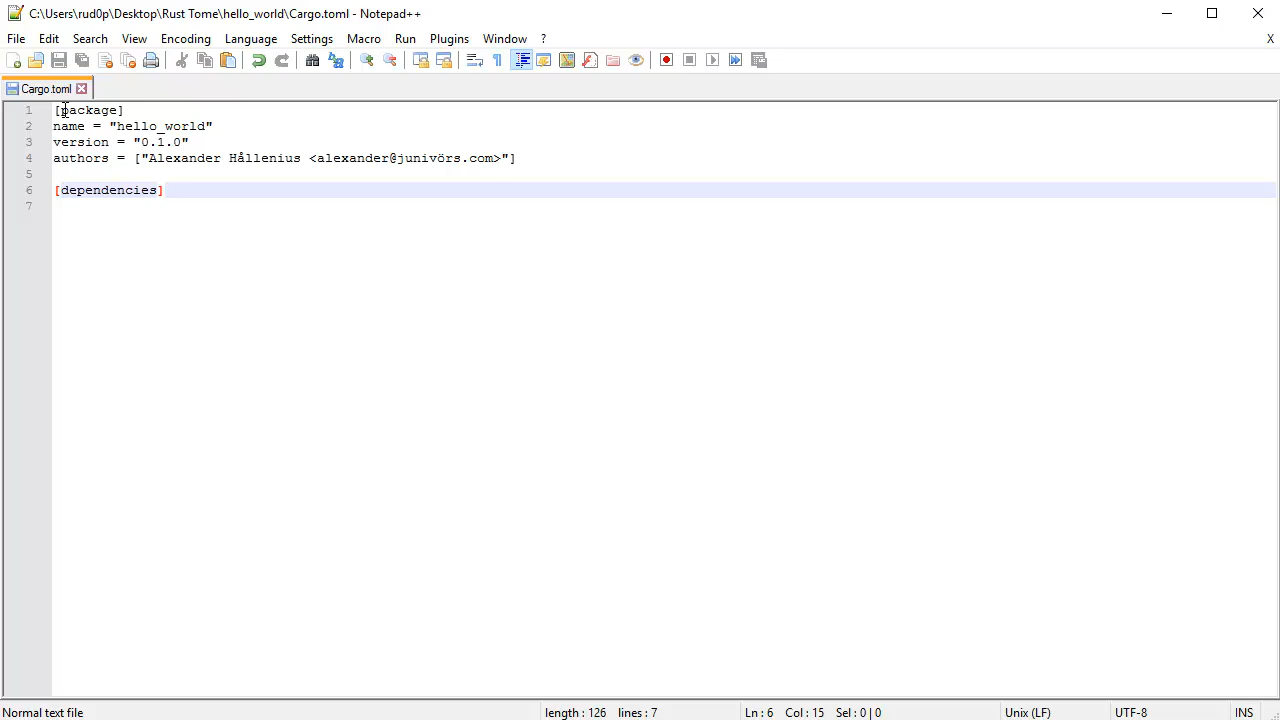 C:\Users\rud0p\Desktop\Rust Tome\hello_world\Cargo.toml - Notepad++
File Edit Search View Encoding Language Settings Macro Run Plugins Window ? X
Cargo.toml
1 [package]
2 name = "hello_world"
3 version = "0.1.0"
4 authors = ["Alexander Hållenius <alexander@junivörs.com>"]
5
6 [dependencies]
7
Normal text file length : 126 lines : 7 Ln : 6 Col : 15 Sel : 0 | 0 Unix (LF) UTF-8 INS